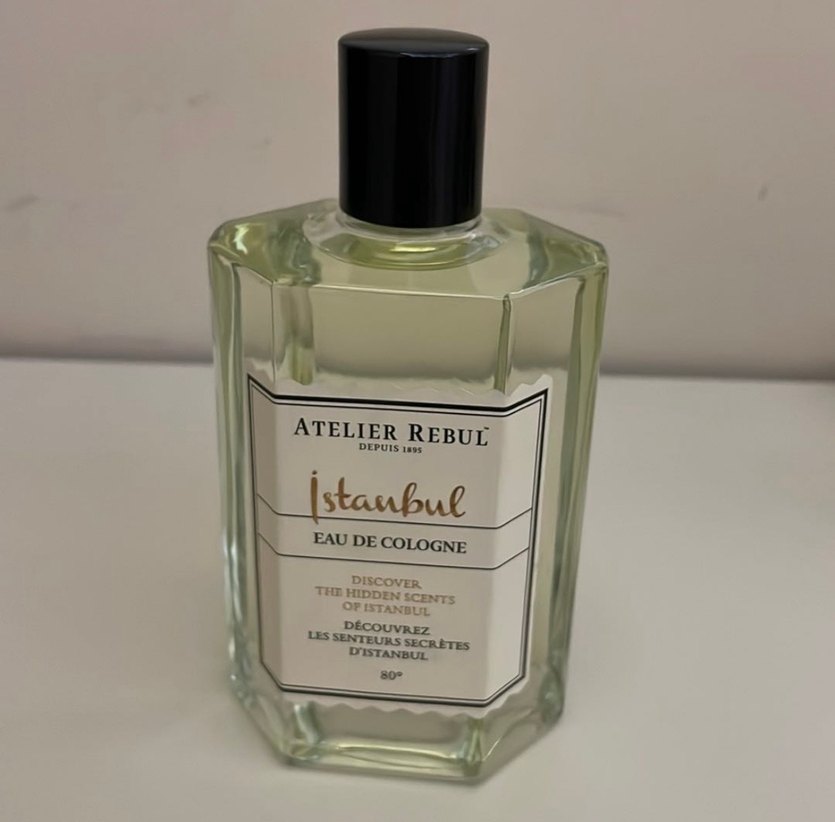 ATELIER REBUL™
DEPUIS 1895
İstanbul
EAU DE COLOGNE
DISCOVER
THE HIDDEN SCENTS
OF ISTANBUL
DÉCOUVREZ
LES SENTEURS SECRÈTES
D'ISTANBUL
80°